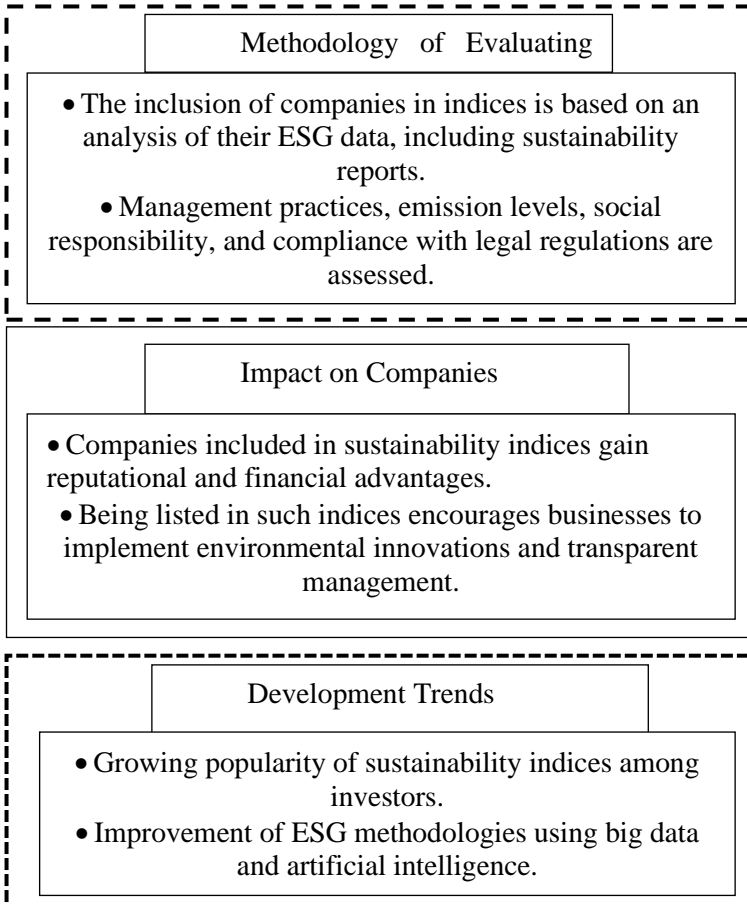 Methodology of Evaluating
• The inclusion of companies in indices is based on an
analysis of their ESG data, including sustainability
reports.
• Management practices, emission levels, social
responsibility, and compliance with legal regulations are
assessed.
Impact on Companies
• Companies included in sustainability indices gain
reputational and financial advantages.
• Being listed in such indices encourages businesses to
implement environmental innovations and transparent
management.
Development Trends
• Growing popularity of sustainability indices among
investors.
• Improvement of ESG methodologies using big data
and artificial intelligence.